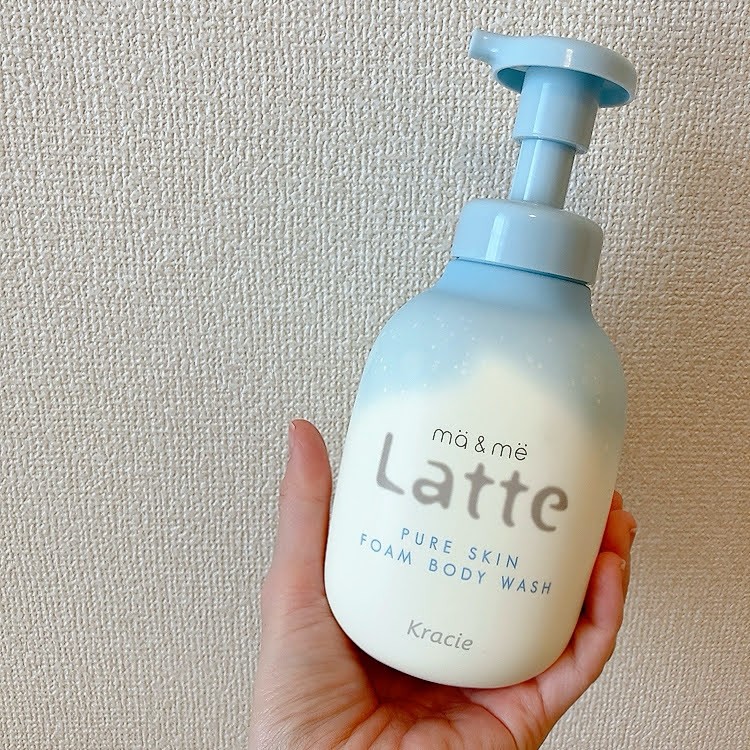 mä & më
Latte
PURE SKIN
FOAM BODY WASH
Kracie